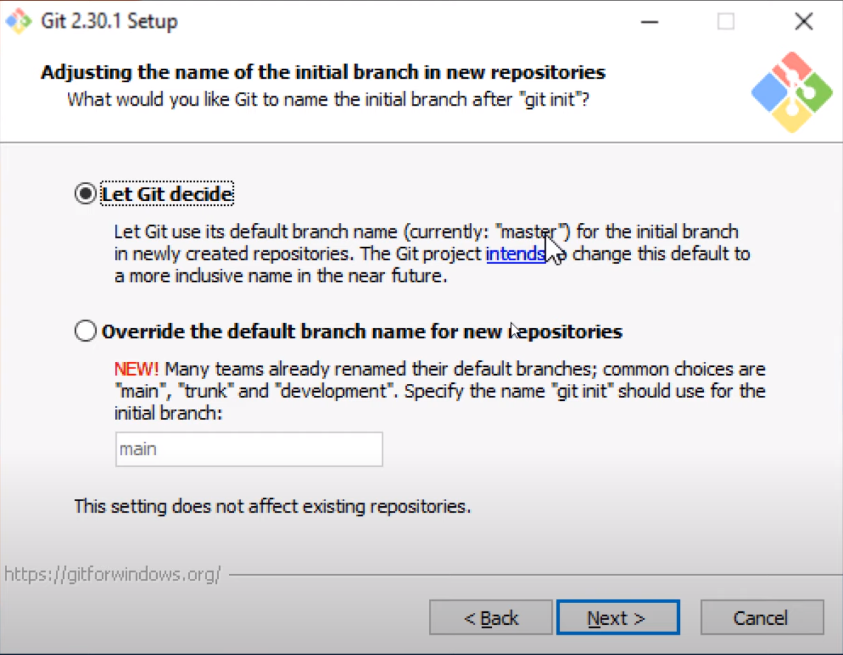 Git 2.30.1 Setup
Adjusting the name of the initial branch in new repositories
What would you like Git to name the initial branch after "git init"?
Let Git decide
Let Git use its default branch name (currently: "master") for the initial branch
in newly created repositories. The Git project intends to change this default to
a more inclusive name in the near future.
Override the default branch name for new repositories
NEW! Many teams already renamed their default branches; common choices are
"main", "trunk" and "development". Specify the name "git init" should use for the
initial branch:
main
This setting does not affect existing repositories.
https://gitforwindows.org/
< Back
Next >
Cancel